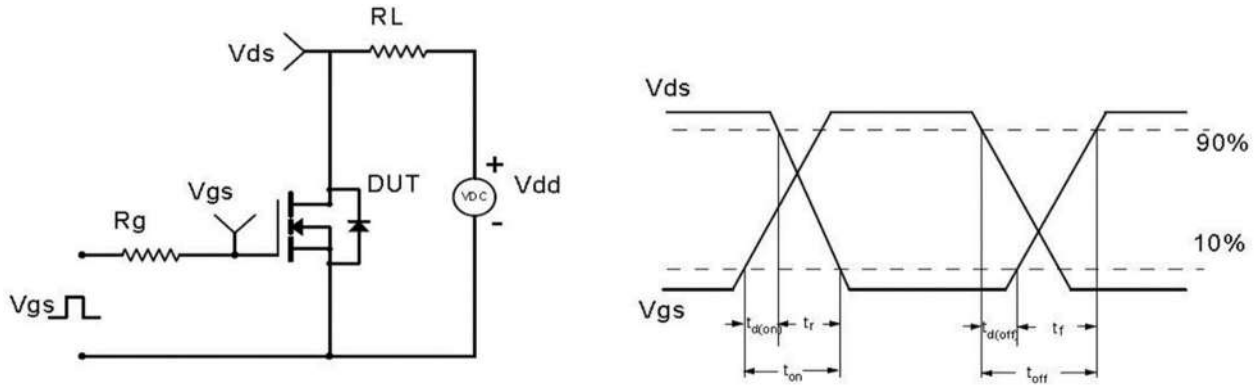 RL
Vds
Vgs
DUT
+
VDC
-
Vdd
Rg
Vgs
Vds
90%
10%
Vgs
td(on)
tr
ton
td(off)
tf
toff